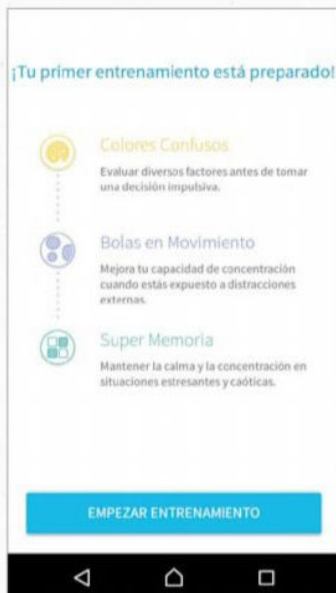 ¡Tu primer entrenamiento está preparado!
Colores Confusos
Evaluar diversos factores antes de tomar
una decisión impulsiva.
Bolas en Movimiento
Mejora tu capacidad de concentración
cuando estás expuesto a distracciones
externas.
Super Memoria
Mantener la calma y la concentración en
situaciones estresantes y caóticas.
EMPEZAR ENTRENAMIENTO